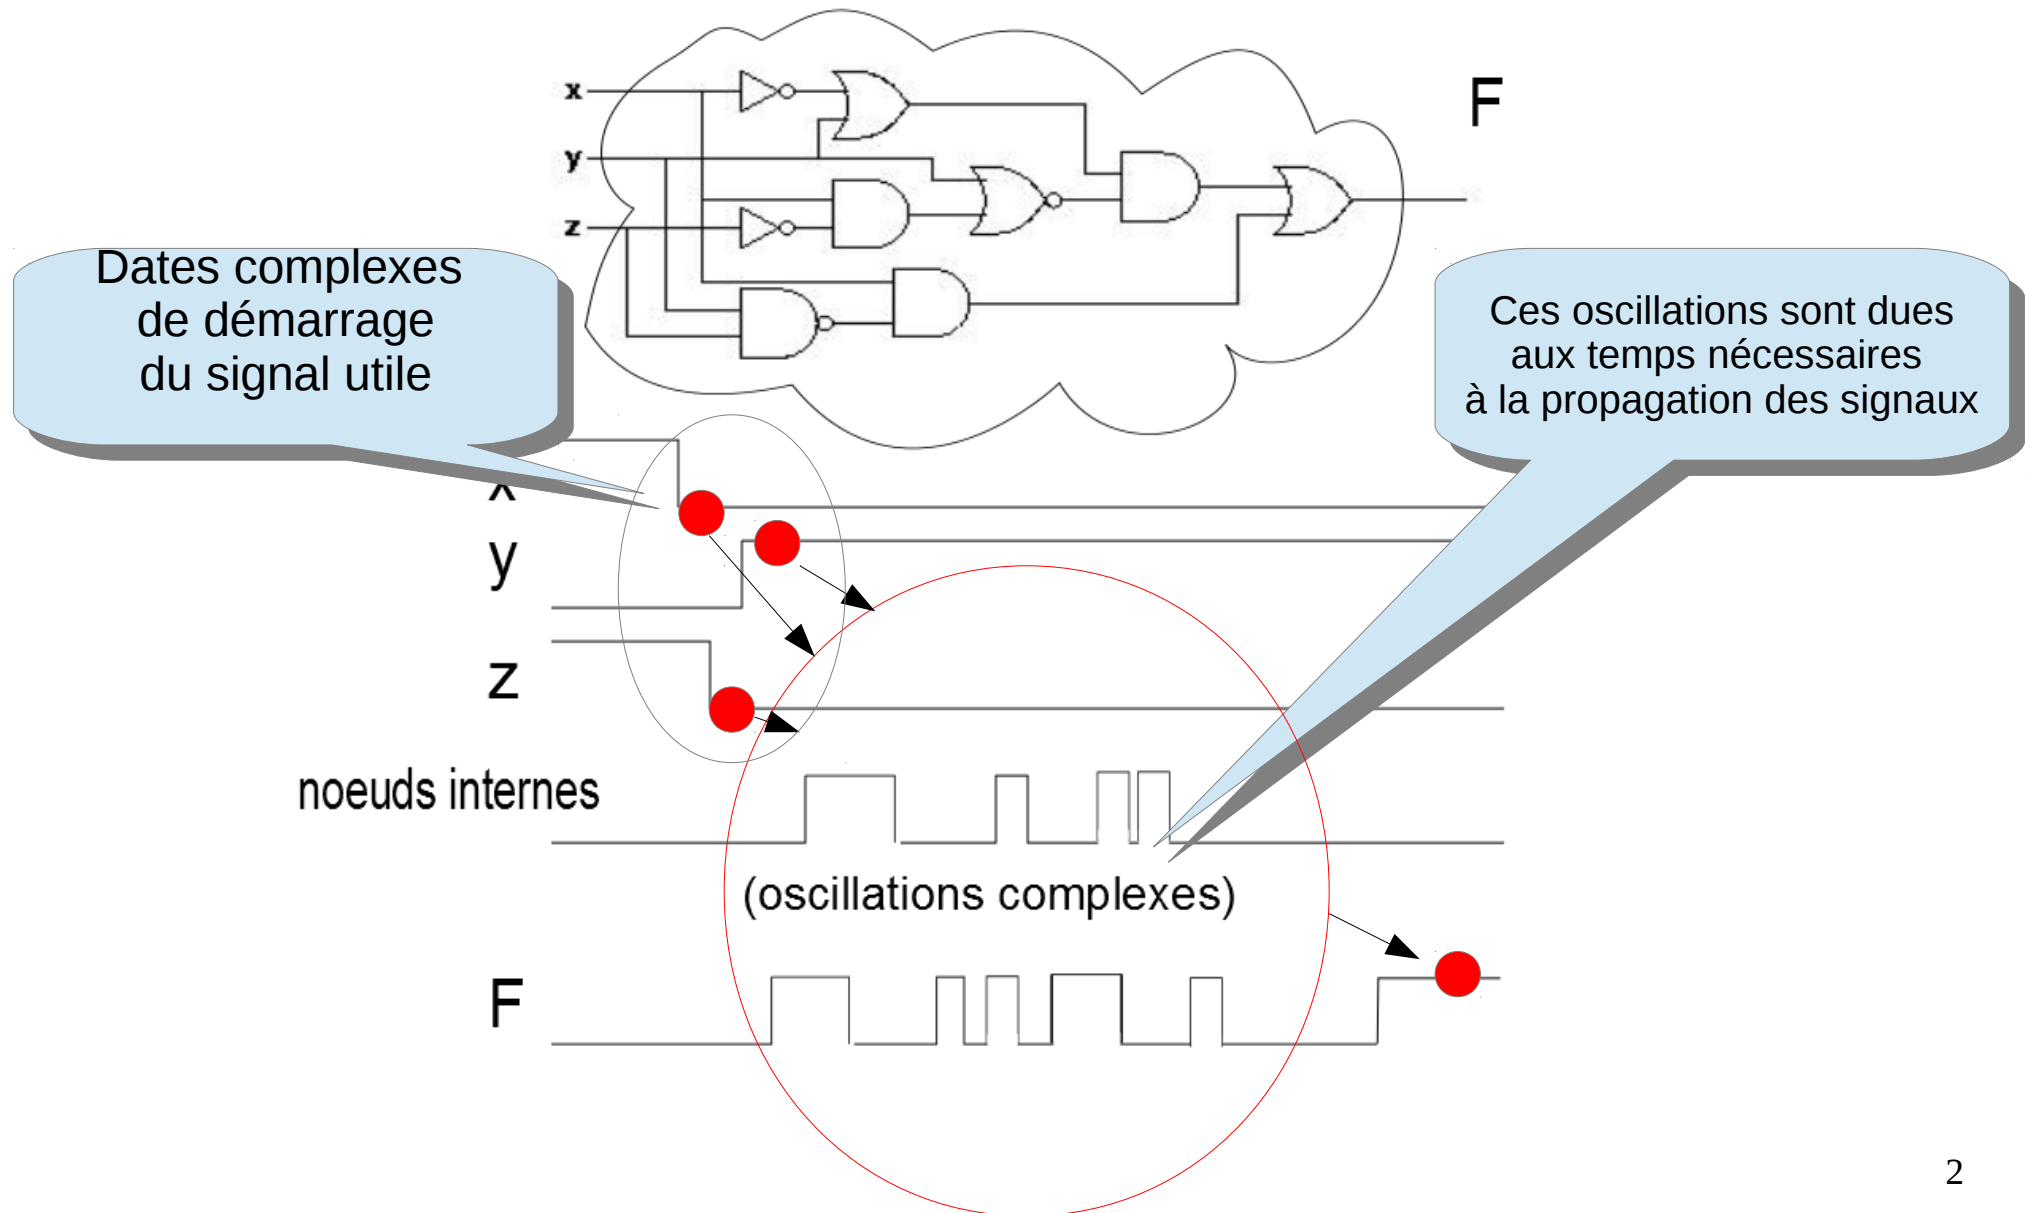 x
F
y
z
Dates complexes
de démarrage
du signal utile
Ces oscillations sont dues
aux temps nécessaires
à la propagation des signaux
x
y
z
noeuds internes
(oscillations complexes)
F
2